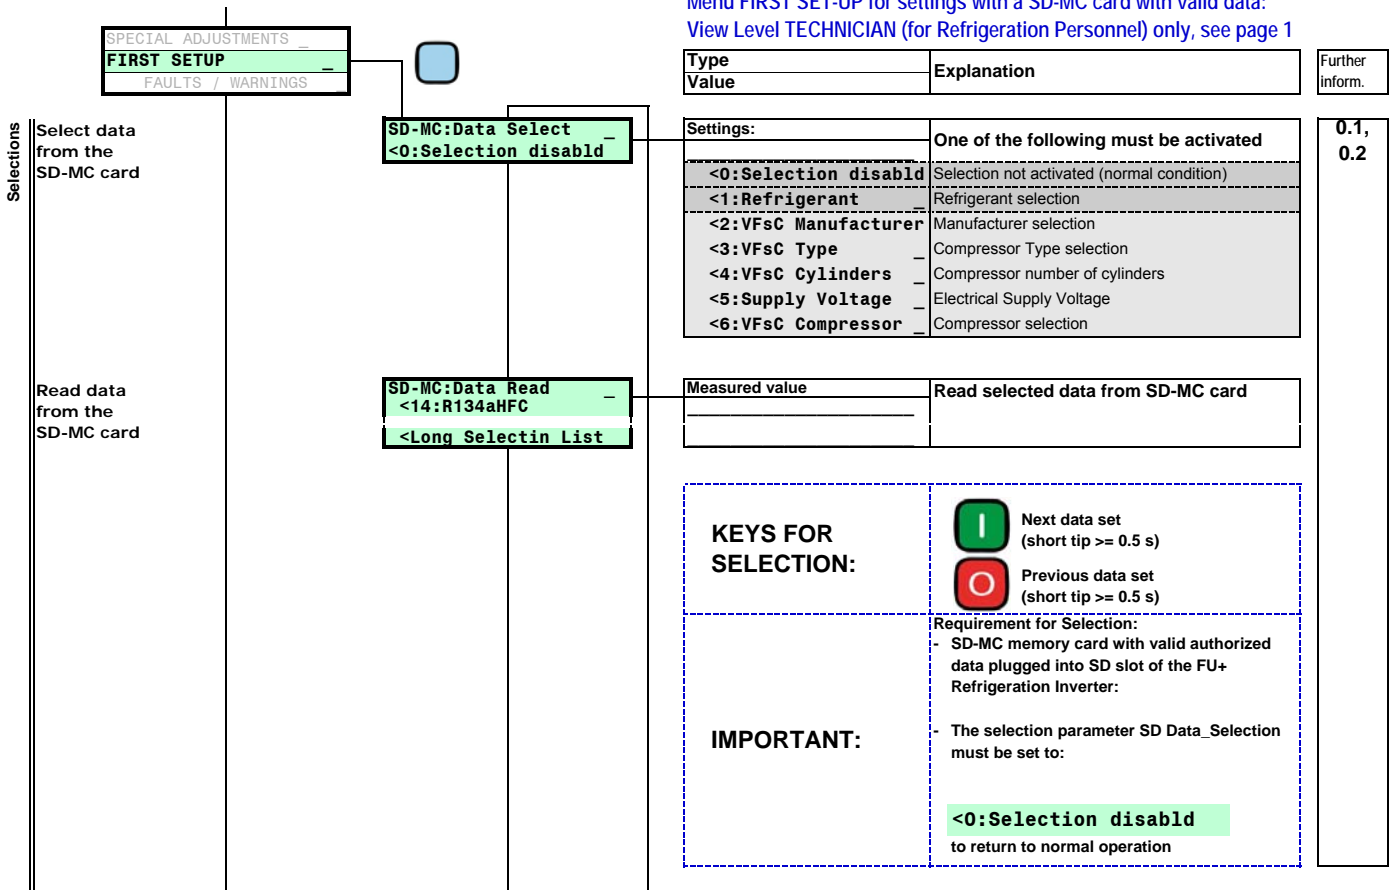 Menu FIRST SET-UP for settings with a SD-MC card with valid data:
View Level TECHNICIAN (for Refrigeration Personnel) only, see page 1
SPECIAL ADJUSTMENTS _
FIRST SETUP _
FAULTS / WARNINGS _
Type
Value
Explanation
Further
inform.
Selections
Select data
from the
SD-MC card
SD-MC:Data Select _
<0:Selection disabld
Settings:
One of the following must be activated
0.1,
0.2
<0:Selection disabld Selection not activated (normal condition)
<1:Refrigerant _ Refrigerant selection
<2:VFsC Manufacturer Manufacturer selection
<3:VFsC Type _ Compressor Type selection
<4:VFsC Cylinders _ Compressor number of cylinders
<5:Supply Voltage _ Electrical Supply Voltage
<6:VFsC Compressor _ Compressor selection
Read data
from the
SD-MC card
SD-MC:Data Read _
<14:R134aHFC
<Long Selectin List
Measured value
Read selected data from SD-MC card
KEYS FOR
SELECTION:
I
Next data set
(short tip >= 0.5 s)
O
Previous data set
(short tip >= 0.5 s)
IMPORTANT:
Requirement for Selection:
- SD-MC memory card with valid authorized
data plugged into SD slot of the FU+
Refrigeration Inverter:
- The selection parameter SD Data_Selection
must be set to:
<0:Selection disabld
to return to normal operation